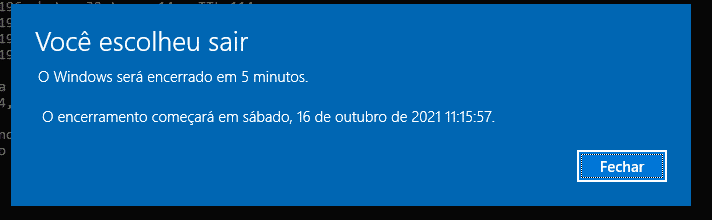 Você escolheu sair
O Windows será encerrado em 5 minutos.
O encerramento começará em sábado, 16 de outubro de 2021 11:15:57.
Fechar